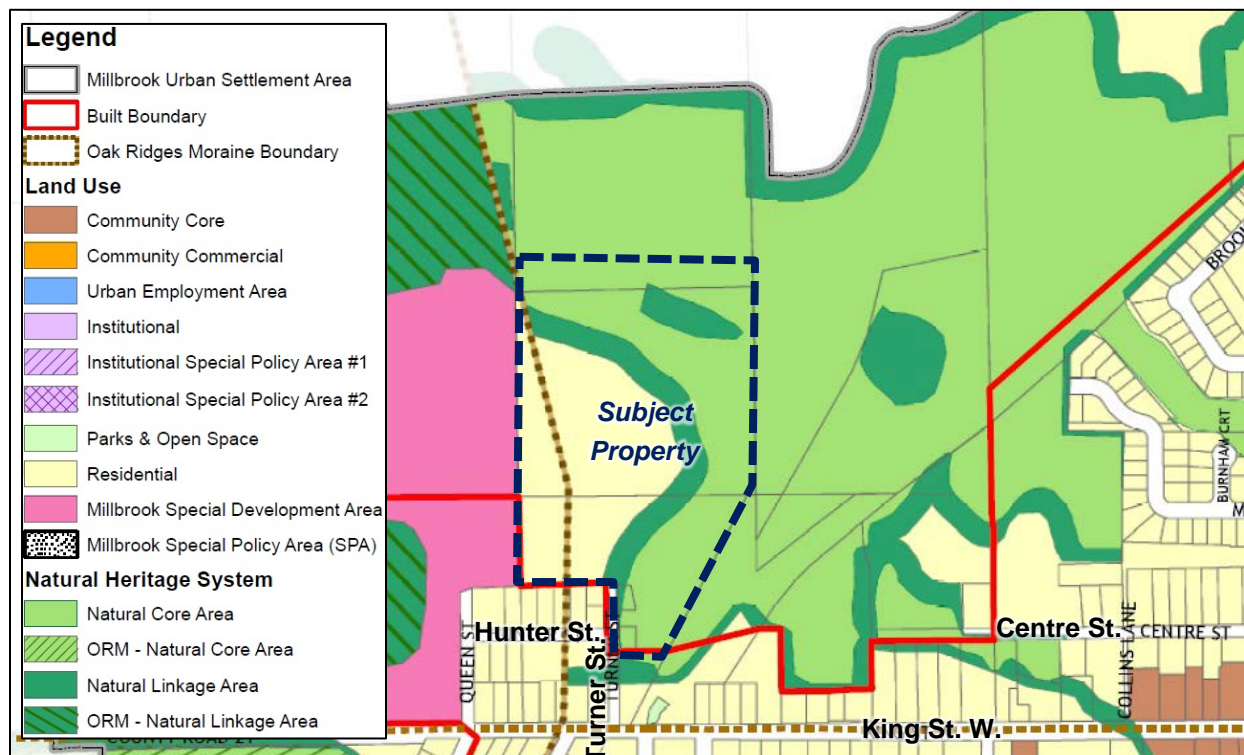 Legend
Millbrook Urban Settlement Area
Built Boundary
Oak Ridges Moraine Boundary
Land Use
Community Core
Community Commercial
Urban Employment Area
Institutional
Institutional Special Policy Area #1
Institutional Special Policy Area #2
Parks & Open Space
Residential
Millbrook Special Development Area
Millbrook Special Policy Area (SPA)
Natural Heritage System
Natural Core Area
ORM - Natural Core Area
Natural Linkage Area
ORM - Natural Linkage Area
Subject
Property
BURNHAM CRT
Hunter St.
Centre St.
CENTRE ST
QUEEN ST
Turner St.
COLLINS LANE
King St. W.